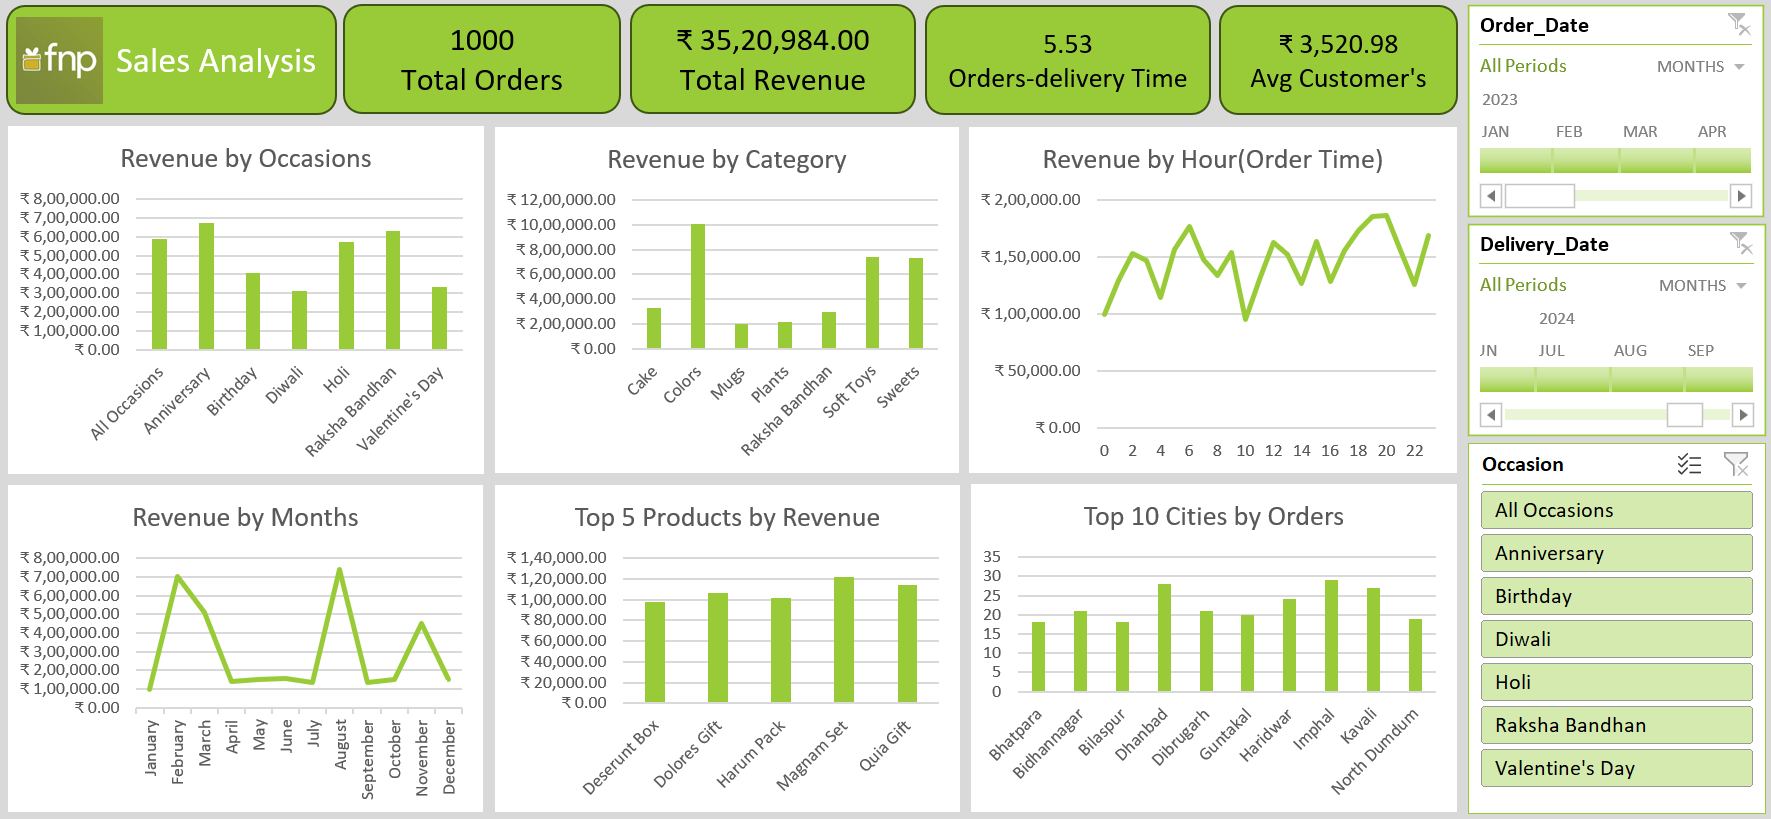 fnp Sales Analysis
1000
Total Orders
₹ 35,20,984.00
Total Revenue
5.53
Orders-delivery Time
₹ 3,520.98
Avg Customer's
Revenue by Occasions
₹ 8,00,000.00
₹ 7,00,000.00
₹ 6,00,000.00
₹ 5,00,000.00
₹ 4,00,000.00
₹ 3,00,000.00
₹ 2,00,000.00
₹ 1,00,000.00
₹ 0.00
All Occasions
Anniversary
Birthday
Diwali
Holi
Raksha Bandhan
Valentine's Day
Revenue by Category
₹ 12,00,000.00
₹ 10,00,000.00
₹ 8,00,000.00
₹ 6,00,000.00
₹ 4,00,000.00
₹ 2,00,000.00
₹ 0.00
Cake
Colors
Mugs
Plants
Raksha Bandhan
Soft Toys
Sweets
Revenue by Hour(Order Time)
₹ 2,00,000.00
₹ 1,50,000.00
₹ 1,00,000.00
₹ 50,000.00
₹ 0.00
0 2 4 6 8 10 12 14 16 18 20 22
Revenue by Months
₹ 8,00,000.00
₹ 7,00,000.00
₹ 6,00,000.00
₹ 5,00,000.00
₹ 4,00,000.00
₹ 3,00,000.00
₹ 2,00,000.00
₹ 1,00,000.00
₹ 0.00
January
February
March
April
May
June
July
August
September
October
November
December
Top 5 Products by Revenue
₹ 1,40,000.00
₹ 1,20,000.00
₹ 1,00,000.00
₹ 80,000.00
₹ 60,000.00
₹ 40,000.00
₹ 20,000.00
₹ 0.00
Deserunt Box
Dolores Gift
Harum Pack
Magnam Set
Quia Gift
Top 10 Cities by Orders
35
30
25
20
15
10
5
0
Bhatpara
Bidhannagar
Bilaspur
Dhanbad
Dibrugarh
Guntakal
Haridwar
Imphal
Kavali
North Dumdum
Order_Date
All Periods MONTHS
2023
JAN FEB MAR APR
Delivery_Date
All Periods MONTHS
2024
JN JUL AUG SEP
Occasion
All Occasions
Anniversary
Birthday
Diwali
Holi
Raksha Bandhan
Valentine's Day